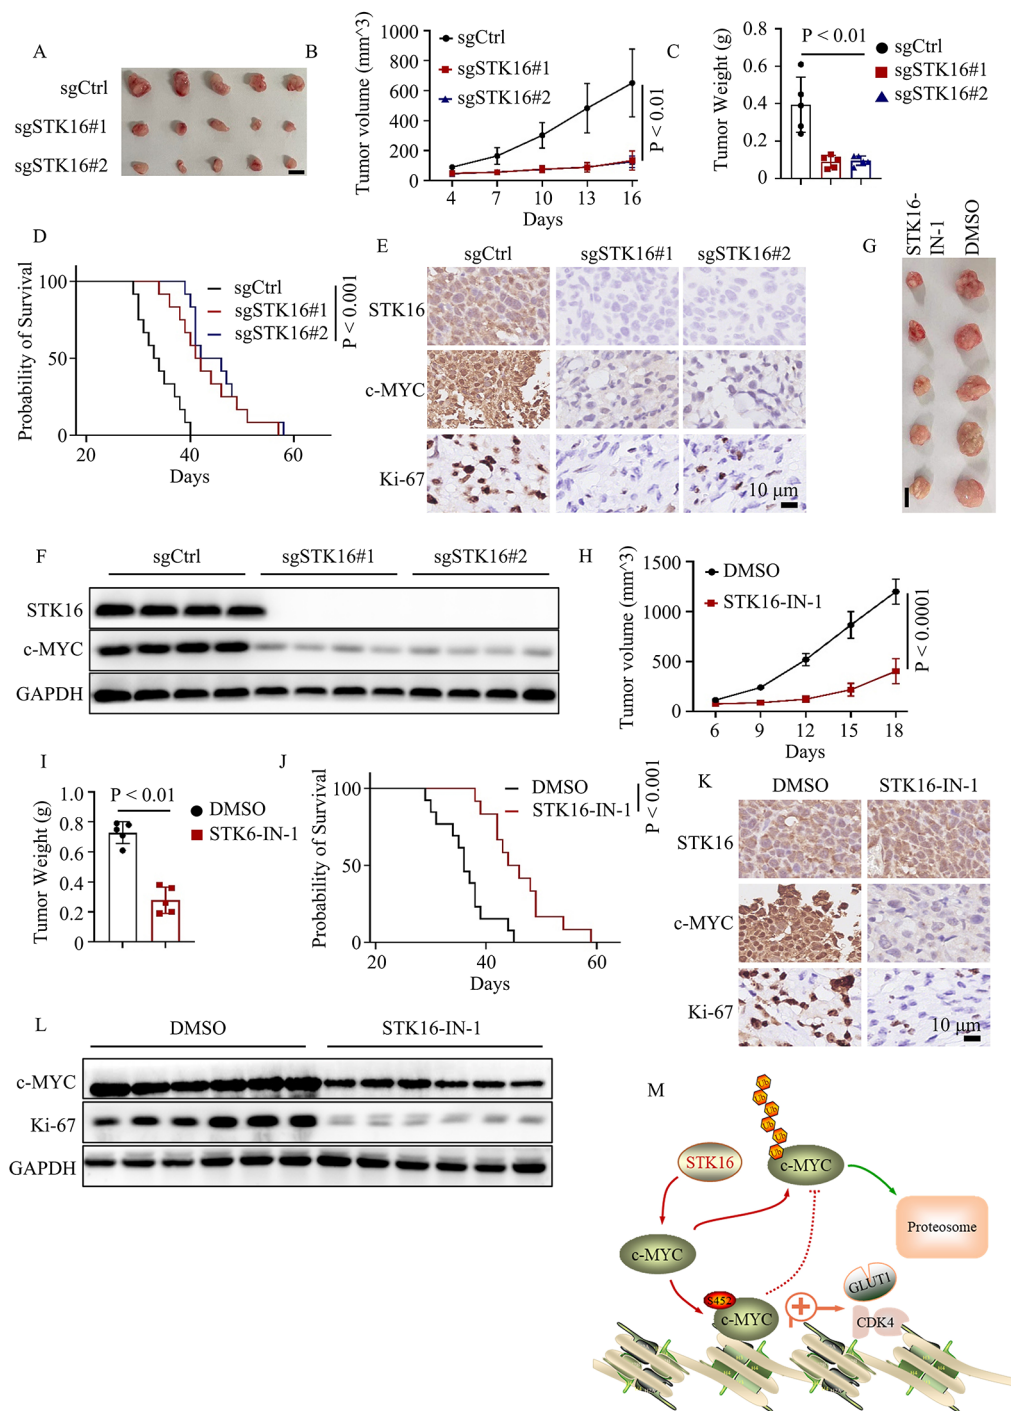 A
sgCtrl
sgSTK16#1
sgSTK16#2
B
Tumor volume (mm^3)
1000
800
600
400
200
0
sgCtrl
sgSTK16#1
sgSTK16#2
P < 0.01
4 7 10 13 16
Days
C
Tumor Weight (g)
0.8
0.6
0.4
0.2
0
P < 0.01
sgCtrl
sgSTK16#1
sgSTK16#2
D
Probability of Survival
100
50
0
sgCtrl
sgSTK16#1
sgSTK16#2
P < 0.001
20 40 60
Days
E
sgCtrl sgSTK16#1 sgSTK16#2
STK16
c-MYC
Ki-67
10 μm
G
STK16-
IN-1
DMSO
F
sgCtrl sgSTK16#1 sgSTK16#2
STK16
c-MYC
GAPDH
H
Tumor volume (mm^3)
1500
1000
500
0
DMSO
STK16-IN-1
P < 0.0001
6 9 12 15 18
Days
I
Tumor Weight (g)
1.0
0.8
0.6
0.4
0.2
0
P < 0.01
DMSO
STK6-IN-1
J
Probability of Survival
100
50
0
DMSO
STK16-IN-1
P < 0.001
20 40 60
Days
K
DMSO STK16-IN-1
STK16
c-MYC
Ki-67
10 μm
L
DMSO STK16-IN-1
c-MYC
Ki-67
GAPDH
M
Ub
Ub
Ub
Ub
Ub
Ub
STK16
c-MYC
Proteosome
c-MYC
S452
c-MYC
GLUT1
CDK4